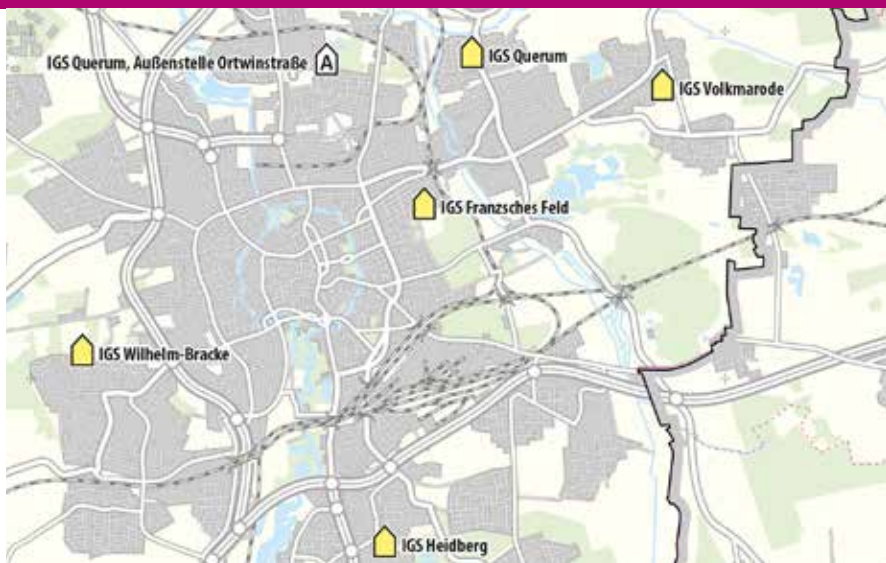 IGS Querum, Außenstelle Ortwinstraße
A
IGS Querum
IGS Volkmarode
IGS Franzsches Feld
IGS Wilhelm-Bracke
IGS Heidberg